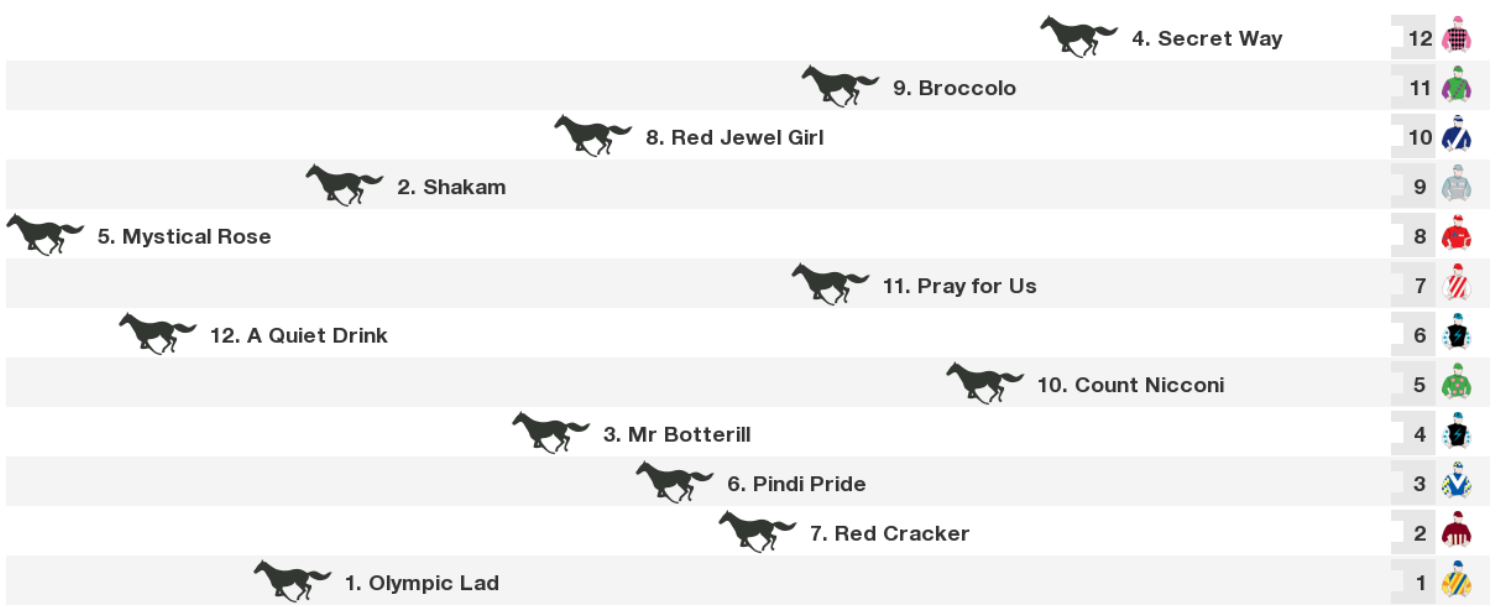 4. Secret Way 12
9. Broccolo 11
8. Red Jewel Girl 10
2. Shakam 9
5. Mystical Rose 8
11. Pray for Us 7
12. A Quiet Drink 6
10. Count Nicconi 5
3. Mr Botterill 4
6. Pindi Pride 3
7. Red Cracker 2
1. Olympic Lad 1